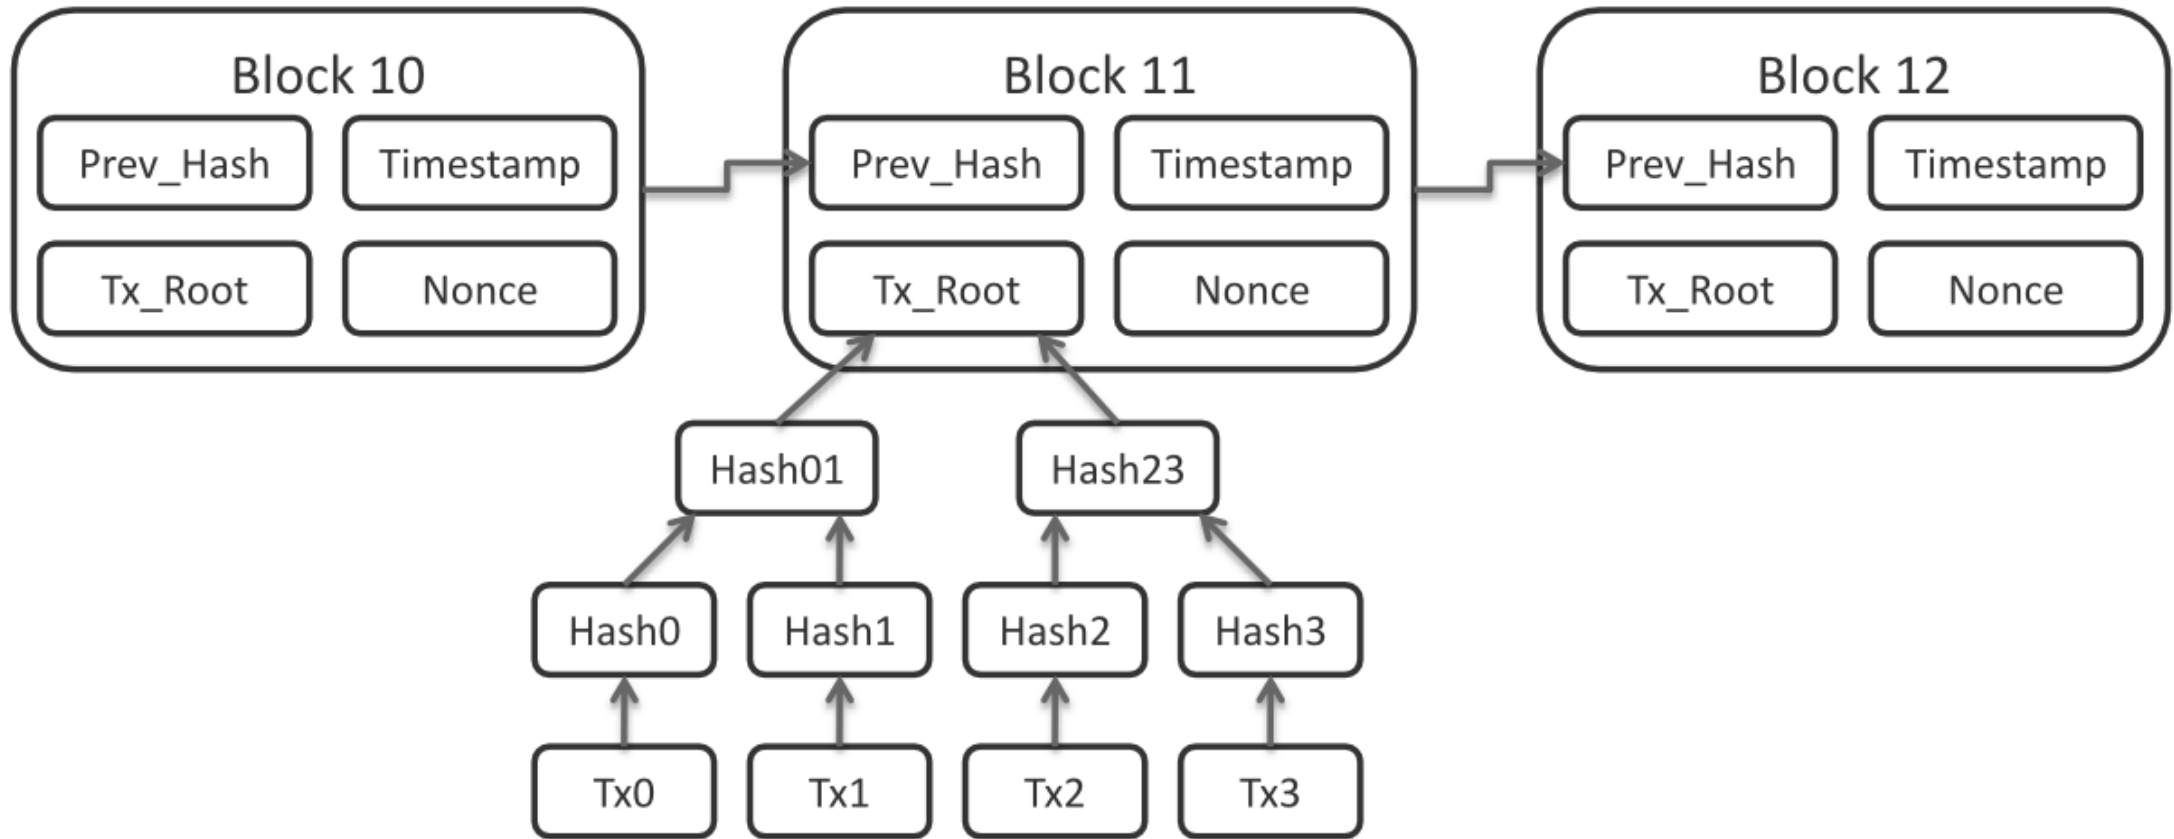 Block 10
Prev_Hash
Timestamp
Tx_Root
Nonce
Block 11
Prev_Hash
Timestamp
Tx_Root
Nonce
Block 12
Prev_Hash
Timestamp
Tx_Root
Nonce
Hash01
Hash23
Hash0
Hash1
Hash2
Hash3
Tx0
Tx1
Tx2
Tx3